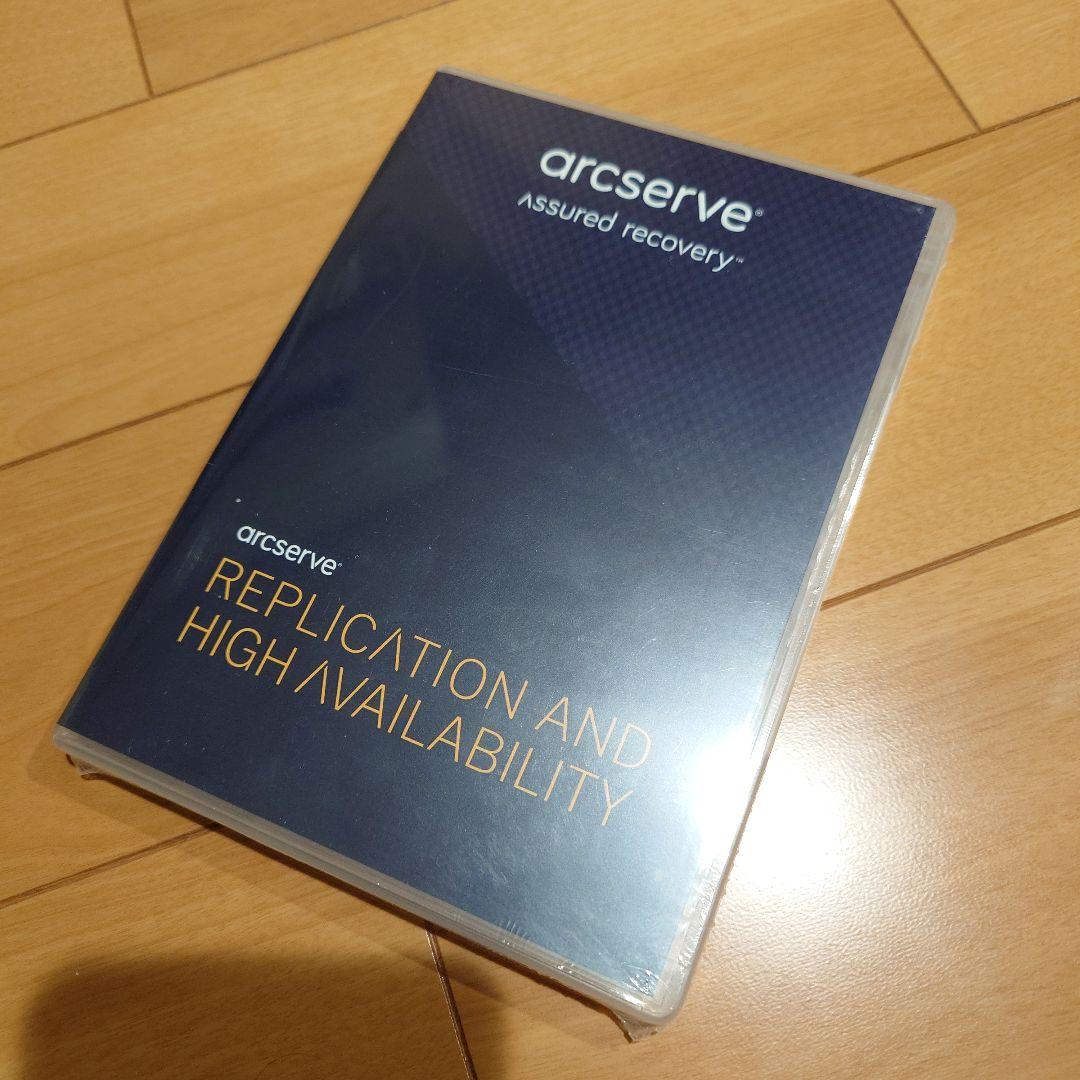 arcserve®
Assured recovery™
arcserve®
REPLICATION AND
HIGH AVAILABILITY